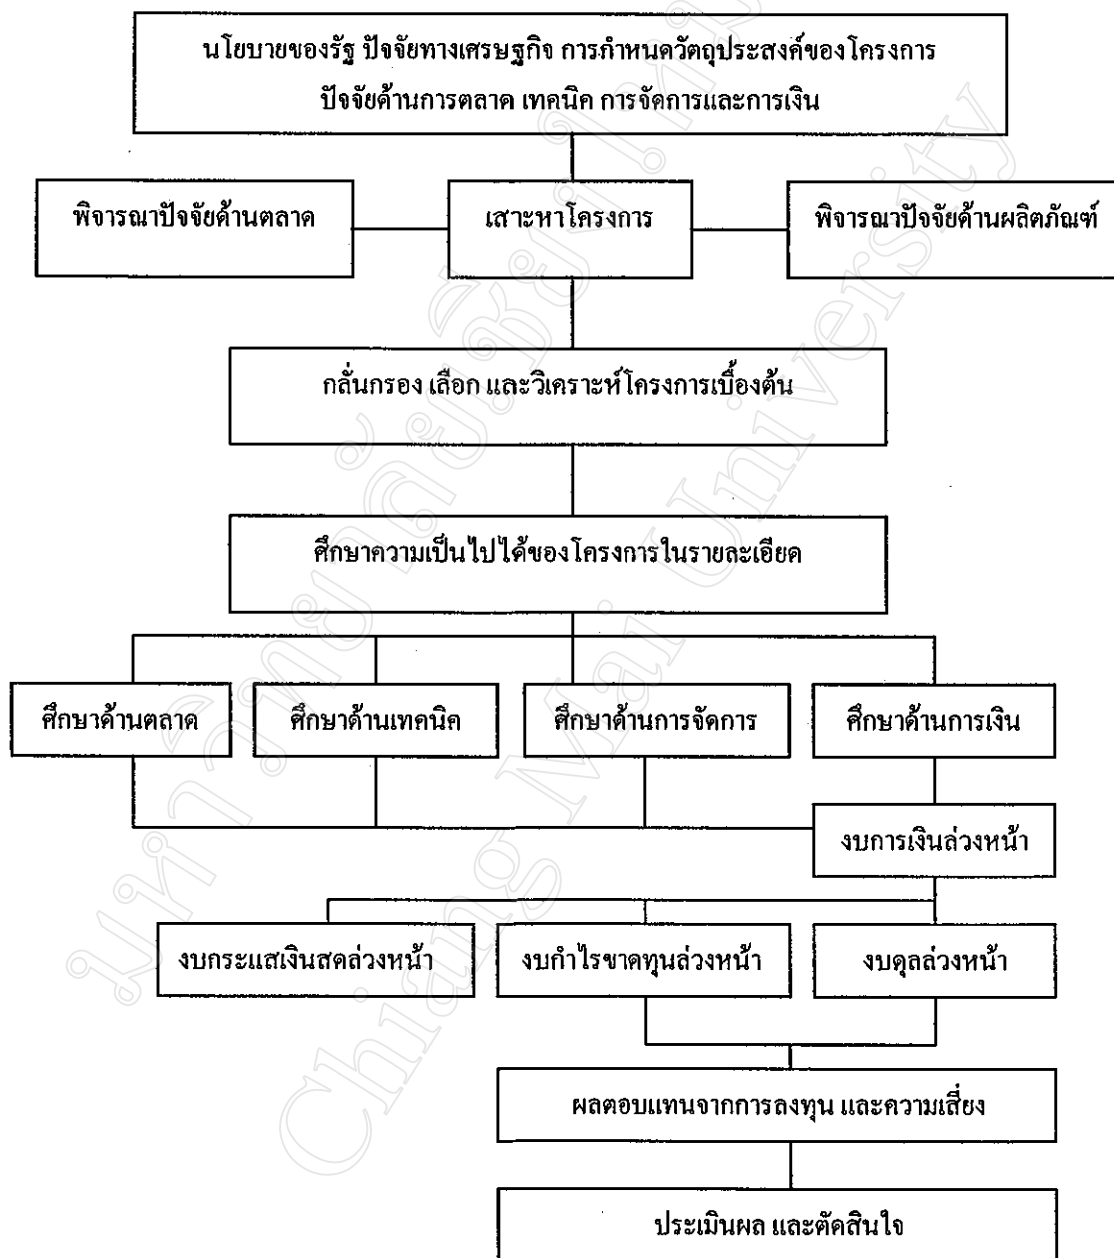 นโยบายของรัฐ ปัจจัยทางเศรษฐกิจ การกำหนดวัตถุประสงค์ของโครงการ
ปัจจัยด้านการตลาด เทคนิค การจัดการและการเงิน
พิจารณาปัจจัยด้านตลาด
เสาะหาโครงการ
พิจารณาปัจจัยด้านผลิตภัณฑ์
กลั่นกรอง เลือก และวิเคราะห์โครงการเบื้องต้น
ศึกษาความเป็นไปได้ของโครงการในรายละเอียด
ศึกษาด้านตลาด
ศึกษาด้านเทคนิค
ศึกษาด้านการจัดการ
ศึกษาด้านการเงิน
งบการเงินล่วงหน้า
งบกระแสเงินสดล่วงหน้า
งบกำไรขาดทุนล่วงหน้า
งบดุลล่วงหน้า
ผลตอบแทนจากการลงทุน และความเสี่ยง
ประเมินผล และตัดสินใจ
มหาวิทยาลัยเชียงใหม่
Chiang Mai University